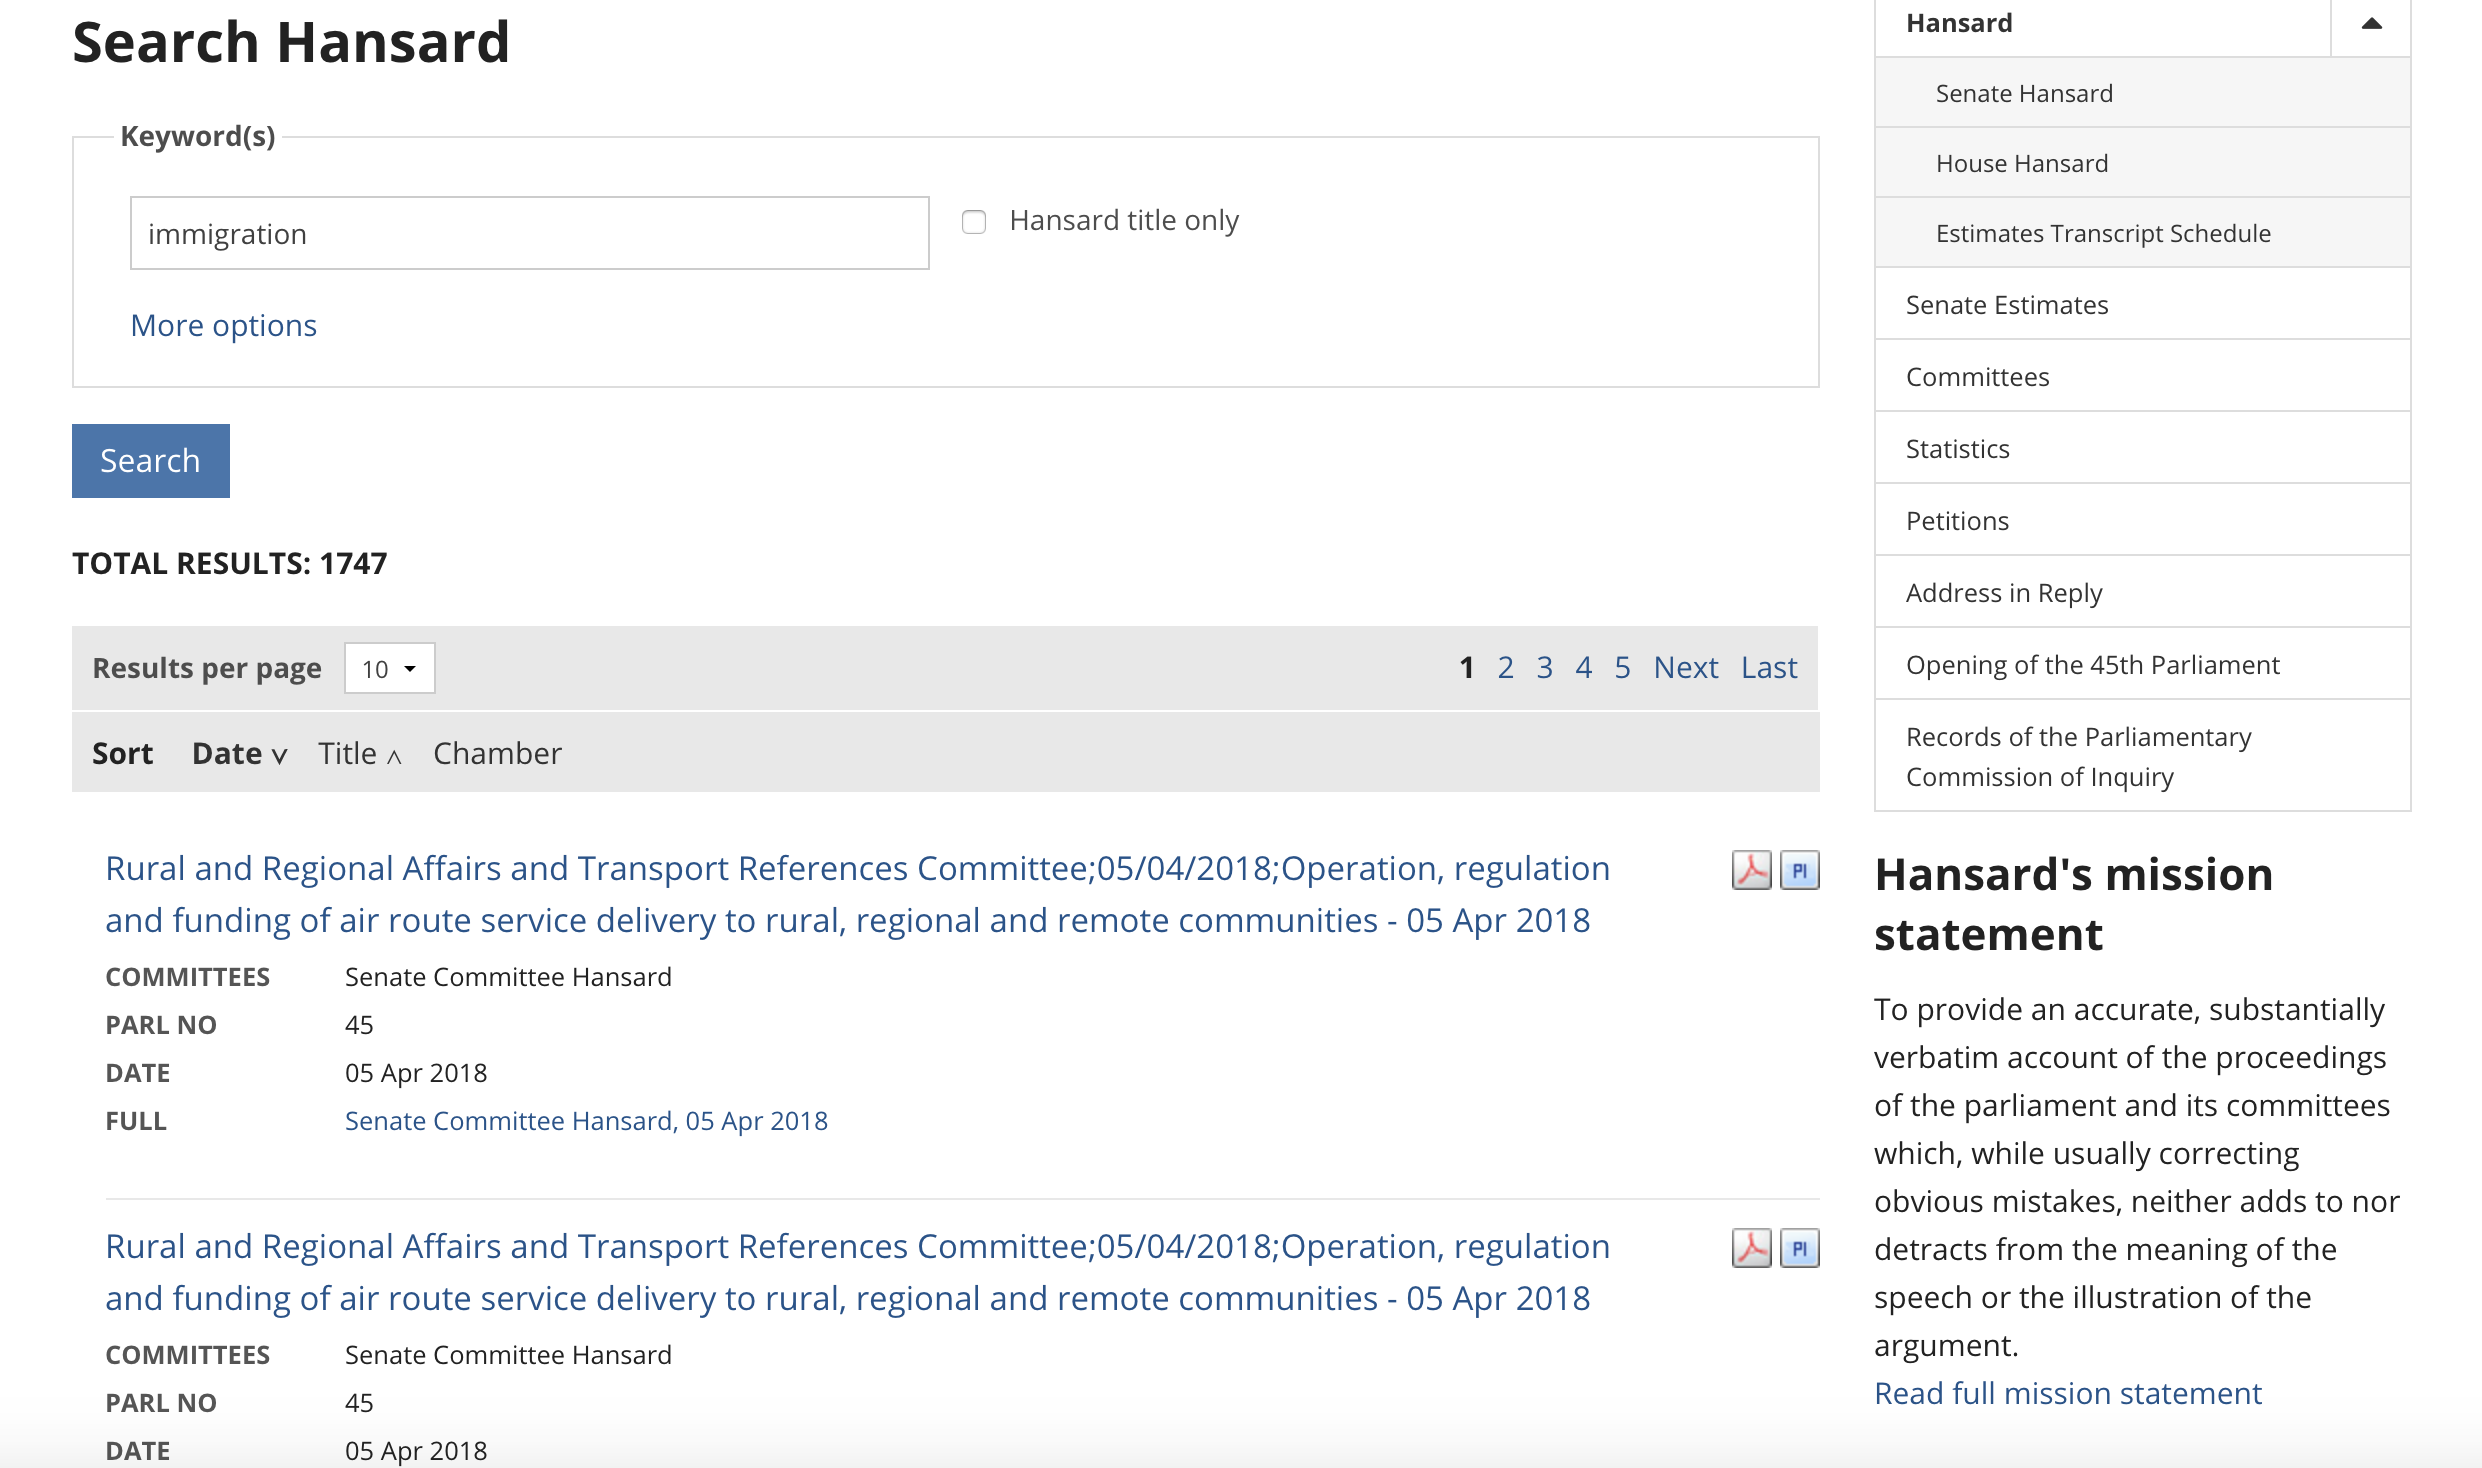 Search Hansard
Keyword(s)
immigration
Hansard title only
More options
Search
TOTAL RESULTS: 1747
Results per page 10 1 2 3 4 5 Next Last
Sort Date Title Chamber
Rural and Regional Affairs and Transport References Committee;05/04/2018;Operation, regulation
and funding of air route service delivery to rural, regional and remote communities - 05 Apr 2018
COMMITTEES Senate Committee Hansard
PARL NO 45
DATE 05 Apr 2018
FULL Senate Committee Hansard, 05 Apr 2018
PI
Rural and Regional Affairs and Transport References Committee;05/04/2018;Operation, regulation
and funding of air route service delivery to rural, regional and remote communities - 05 Apr 2018
COMMITTEES Senate Committee Hansard
PARL NO 45
DATE 05 Apr 2018
PI
Hansard
Senate Hansard
House Hansard
Estimates Transcript Schedule
Senate Estimates
Committees
Statistics
Petitions
Address in Reply
Opening of the 45th Parliament
Records of the Parliamentary
Commission of Inquiry
Hansard's mission
statement
To provide an accurate, substantially
verbatim account of the proceedings
of the parliament and its committees
which, while usually correcting
obvious mistakes, neither adds to nor
detracts from the meaning of the
speech or the illustration of the
argument.
Read full mission statement